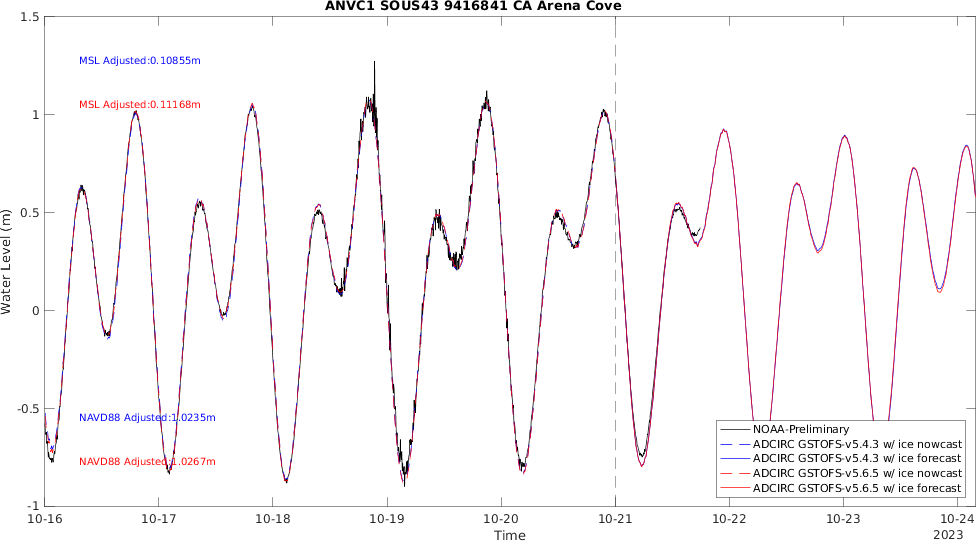 ANVC1 SOUS43 9416841 CA Arena Cove
1.5
1
0.5
0
-0.5
-1
Water Level (m)
MSL Adjusted:0.10855m
MSL Adjusted:0.11168m
NAVD88 Adjusted:1.0235m
NAVD88 Adjusted:1.0267m
NOAA-Preliminary
ADCIRC GSTOFS-v5.4.3 w/ ice nowcast
ADCIRC GSTOFS-v5.4.3 w/ ice forecast
ADCIRC GSTOFS-v5.6.5 w/ ice nowcast
ADCIRC GSTOFS-v5.6.5 w/ ice forecast
10-16 10-17 10-18 10-19 10-20 10-21 10-22 10-23 10-24
Time
2023